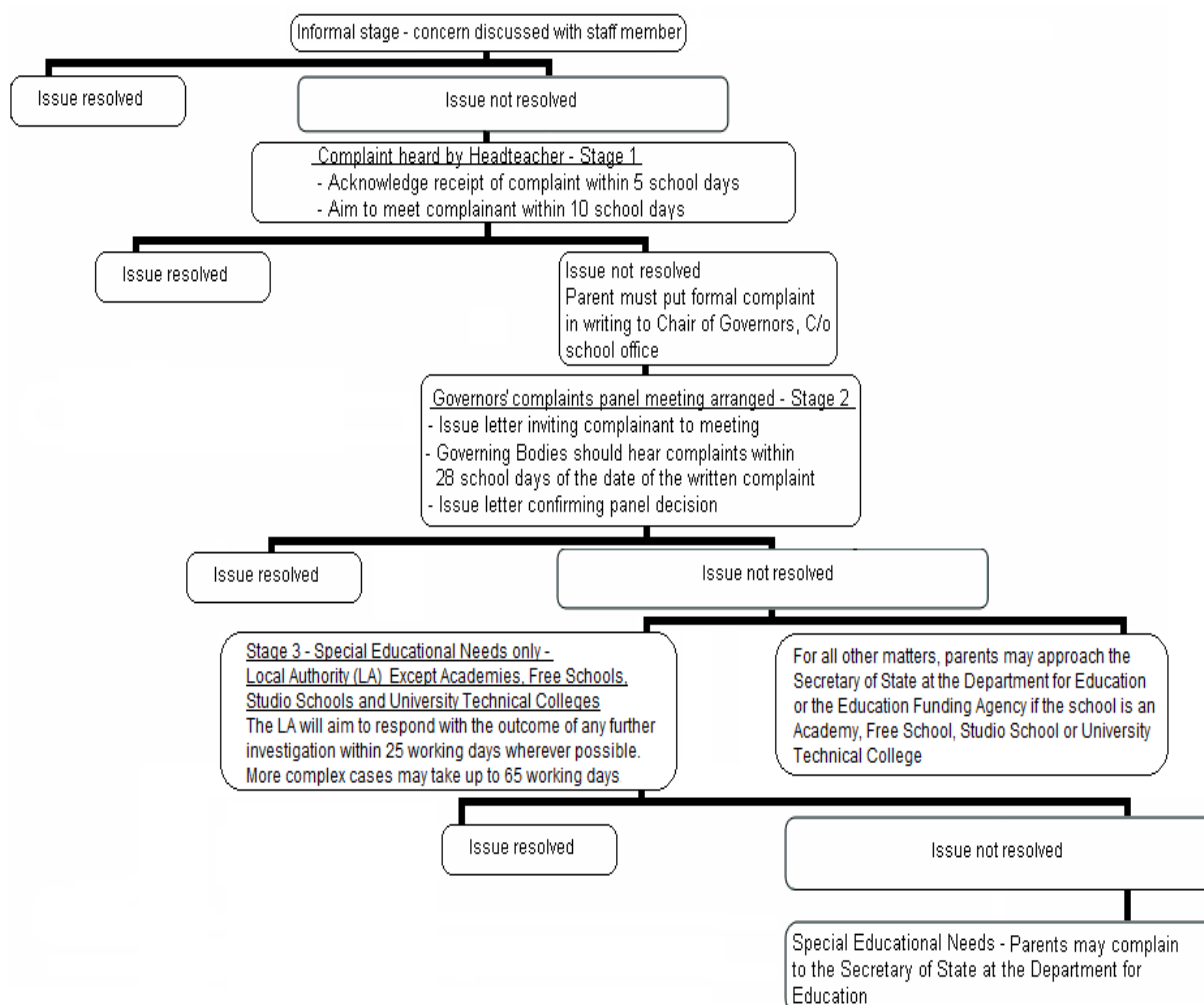 Informal stage - concern discussed with staff member
Issue resolved
Issue not resolved
Complaint heard by Headteacher - Stage 1
- Acknowledge receipt of complaint within 5 school days
- Aim to meet complainant within 10 school days
Issue resolved
Issue not resolved
Parent must put formal complaint
in writing to Chair of Governors, C/o
school office
Governors' complaints panel meeting arranged - Stage 2
- Issue letter inviting complainant to meeting
- Governing Bodies should hear complaints within
28 school days of the date of the written complaint
- Issue letter confirming panel decision
Issue resolved
Issue not resolved
Stage 3 - Special Educational Needs only -
Local Authority (LA) Except Academies, Free Schools,
Studio Schools and University Technical Colleges
The LA will aim to respond with the outcome of any further
investigation within 25 working days wherever possible.
More complex cases may take up to 65 working days
For all other matters, parents may approach the
Secretary of State at the Department for Education
or the Education Funding Agency if the school is an
Academy, Free School, Studio School or University
Technical College
Issue resolved
Issue not resolved
Special Educational Needs - Parents may complain
to the Secretary of State at the Department for
Education